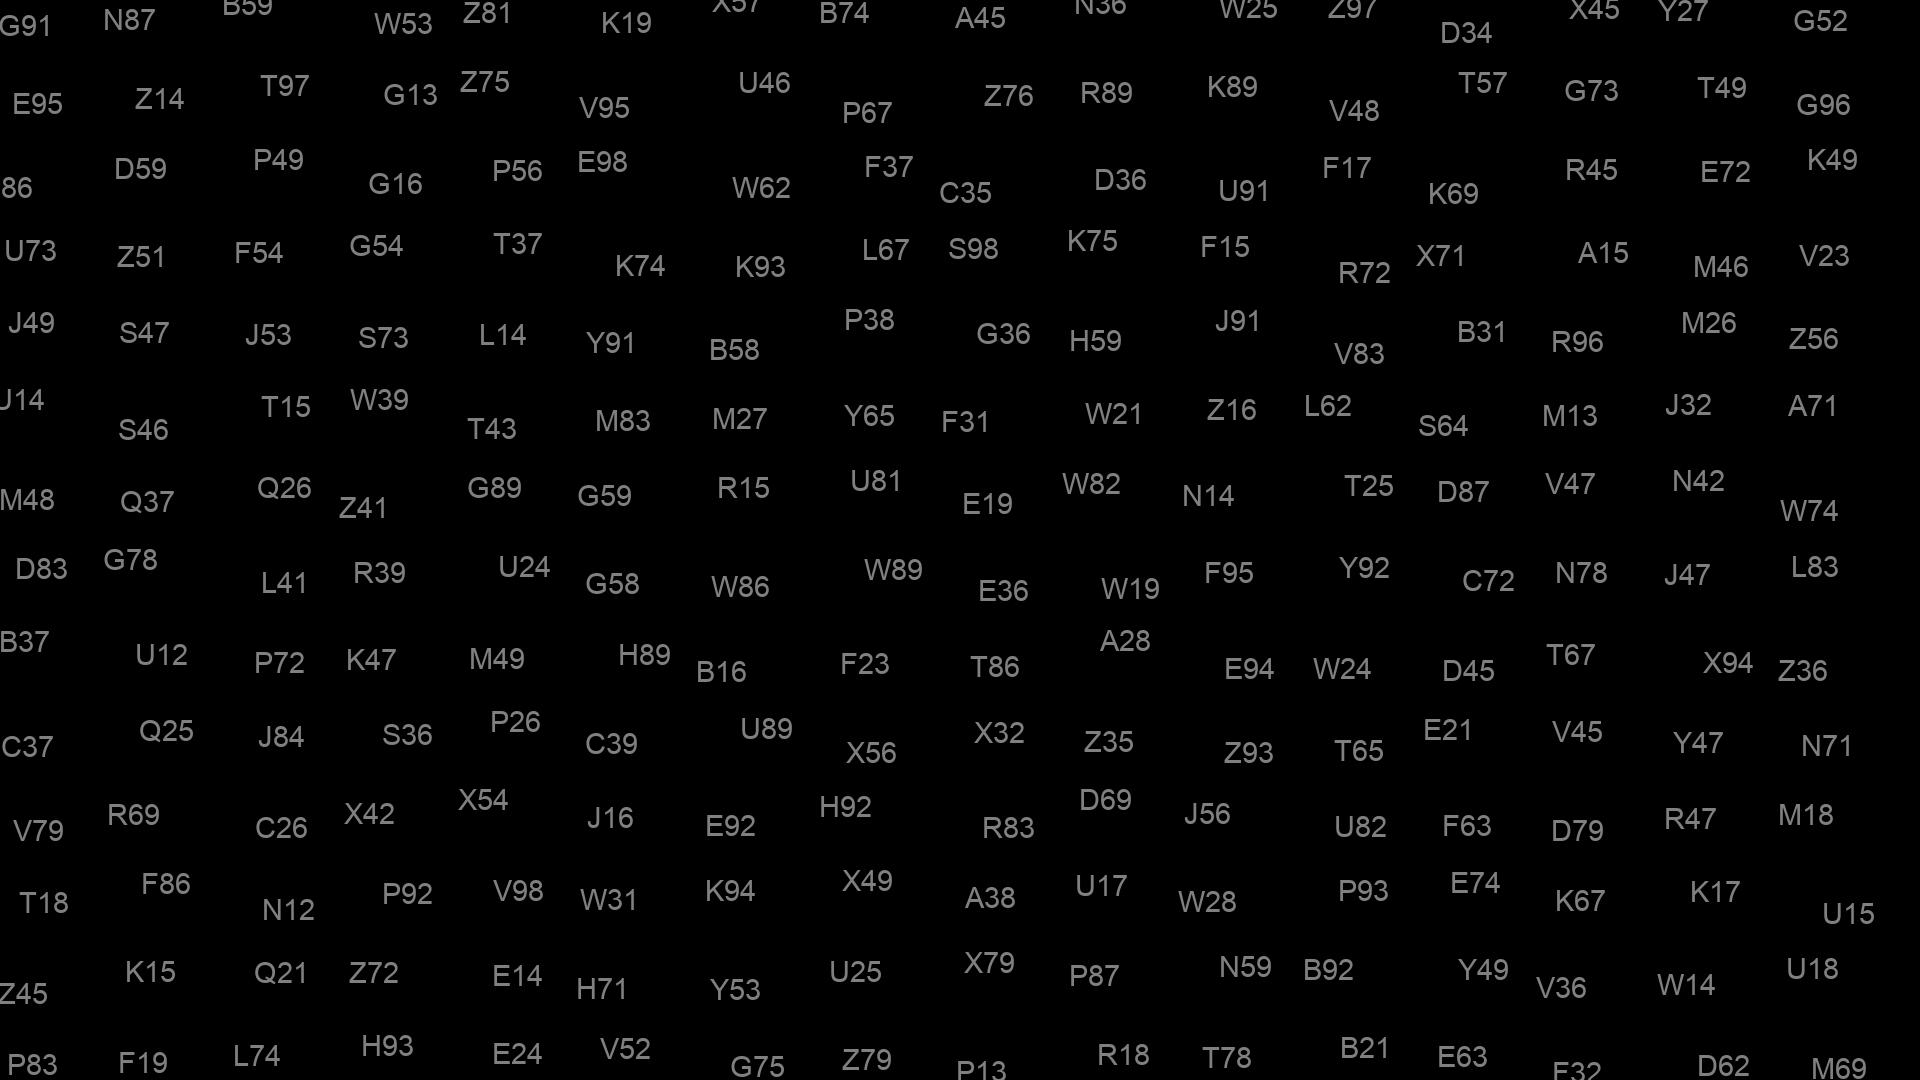 G91 N87 B59 W53 Z81 K19 X57 B74 A45 N36 W25 Z97 D34 X45 Y27 G52
E95 Z14 T97 G13 Z75 V95 U46 P67 Z76 R89 K89 V48 T57 G73 T49 G96
86 D59 P49 G16 P56 E98 W62 F37 C35 D36 U91 F17 K69 R45 E72 K49
U73 Z51 F54 G54 T37 K74 K93 L67 S98 K75 F15 R72 X71 A15 M46 V23
J49 S47 J53 S73 L14 Y91 B58 P38 G36 H59 J91 V83 B31 R96 M26 Z56
J14 S46 T15 W39 T43 M83 M27 Y65 F31 W21 Z16 L62 S64 M13 J32 A71
M48 Q37 Q26 Z41 G89 G59 R15 U81 E19 W82 N14 T25 D87 V47 N42 W74
D83 G78 L41 R39 U24 G58 W86 W89 E36 W19 F95 Y92 C72 N78 J47 L83
B37 U12 P72 K47 M49 H89 B16 F23 T86 A28 E94 W24 D45 T67 X94 Z36
C37 Q25 J84 S36 P26 C39 U89 X56 X32 Z35 Z93 T65 E21 V45 Y47 N71
V79 R69 C26 X42 X54 J16 E92 H92 R83 D69 J56 U82 F63 D79 R47 M18
T18 F86 N12 P92 V98 W31 K94 X49 A38 U17 W28 P93 E74 K67 K17 U15
Z45 K15 Q21 Z72 E14 H71 Y53 U25 X79 P87 N59 B92 Y49 V36 W14 U18
P83 F19 L74 H93 E24 V52 G75 Z79 P13 R18 T78 B21 E63 D62 M69